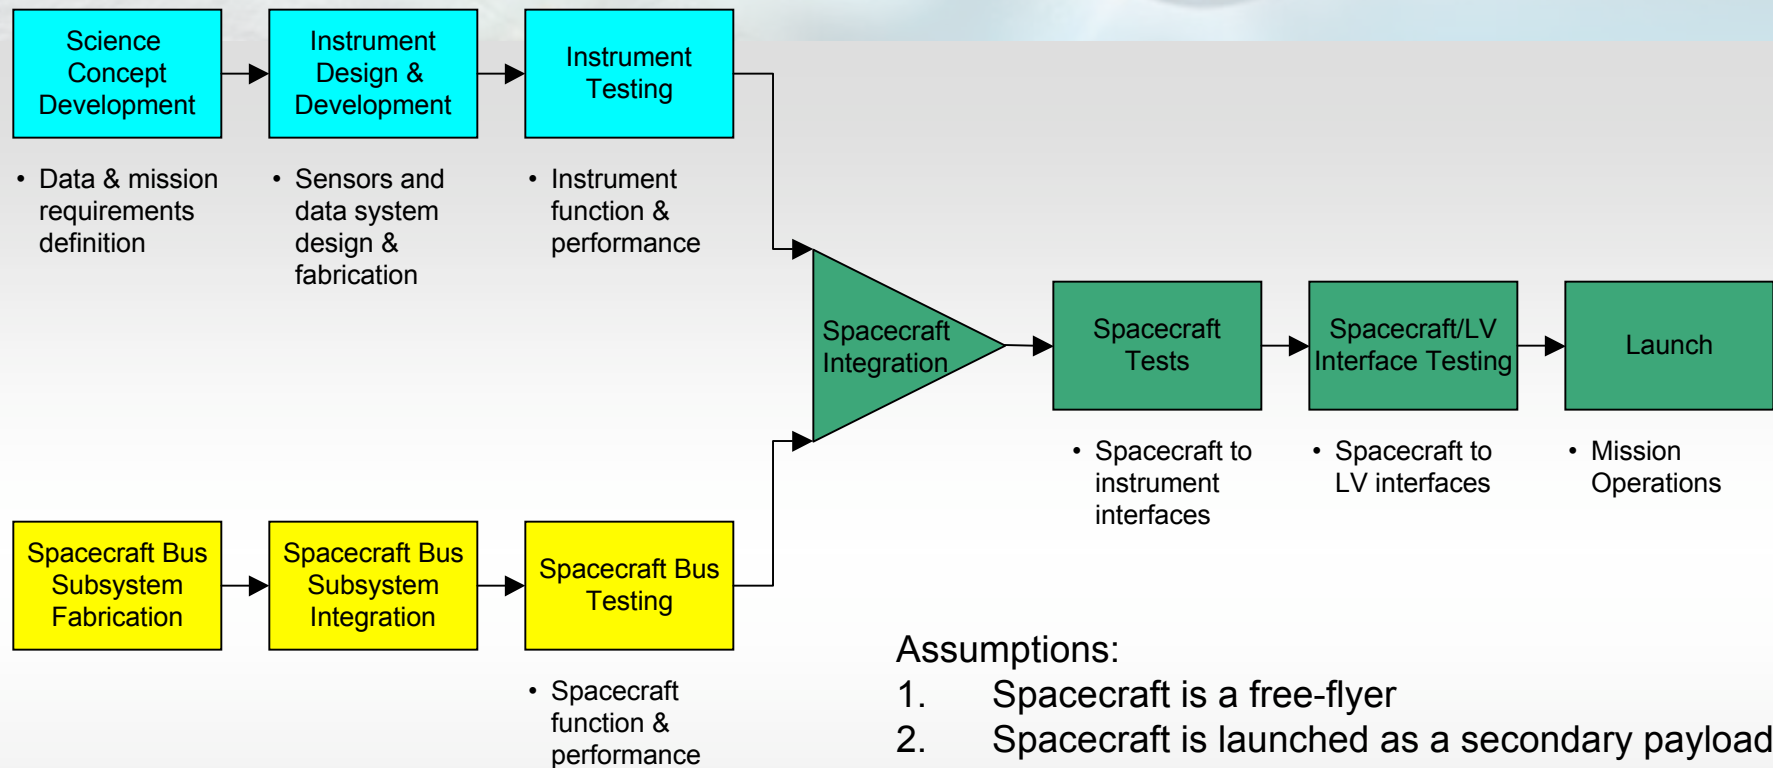 Science
Concept
Development
Instrument
Design &
Development
Instrument
Testing
• Data & mission
requirements
definition
• Sensors and
data system
design &
fabrication
• Instrument
function &
performance
Spacecraft
Integration
Spacecraft
Tests
Spacecraft/LV
Interface Testing
Launch
• Spacecraft to
instrument
interfaces
• Spacecraft to
LV interfaces
• Mission
Operations
Spacecraft Bus
Subsystem
Fabrication
Spacecraft Bus
Subsystem
Integration
Spacecraft Bus
Testing
• Spacecraft
function &
performance
Assumptions:
1. Spacecraft is a free-flyer
2. Spacecraft is launched as a secondary payload